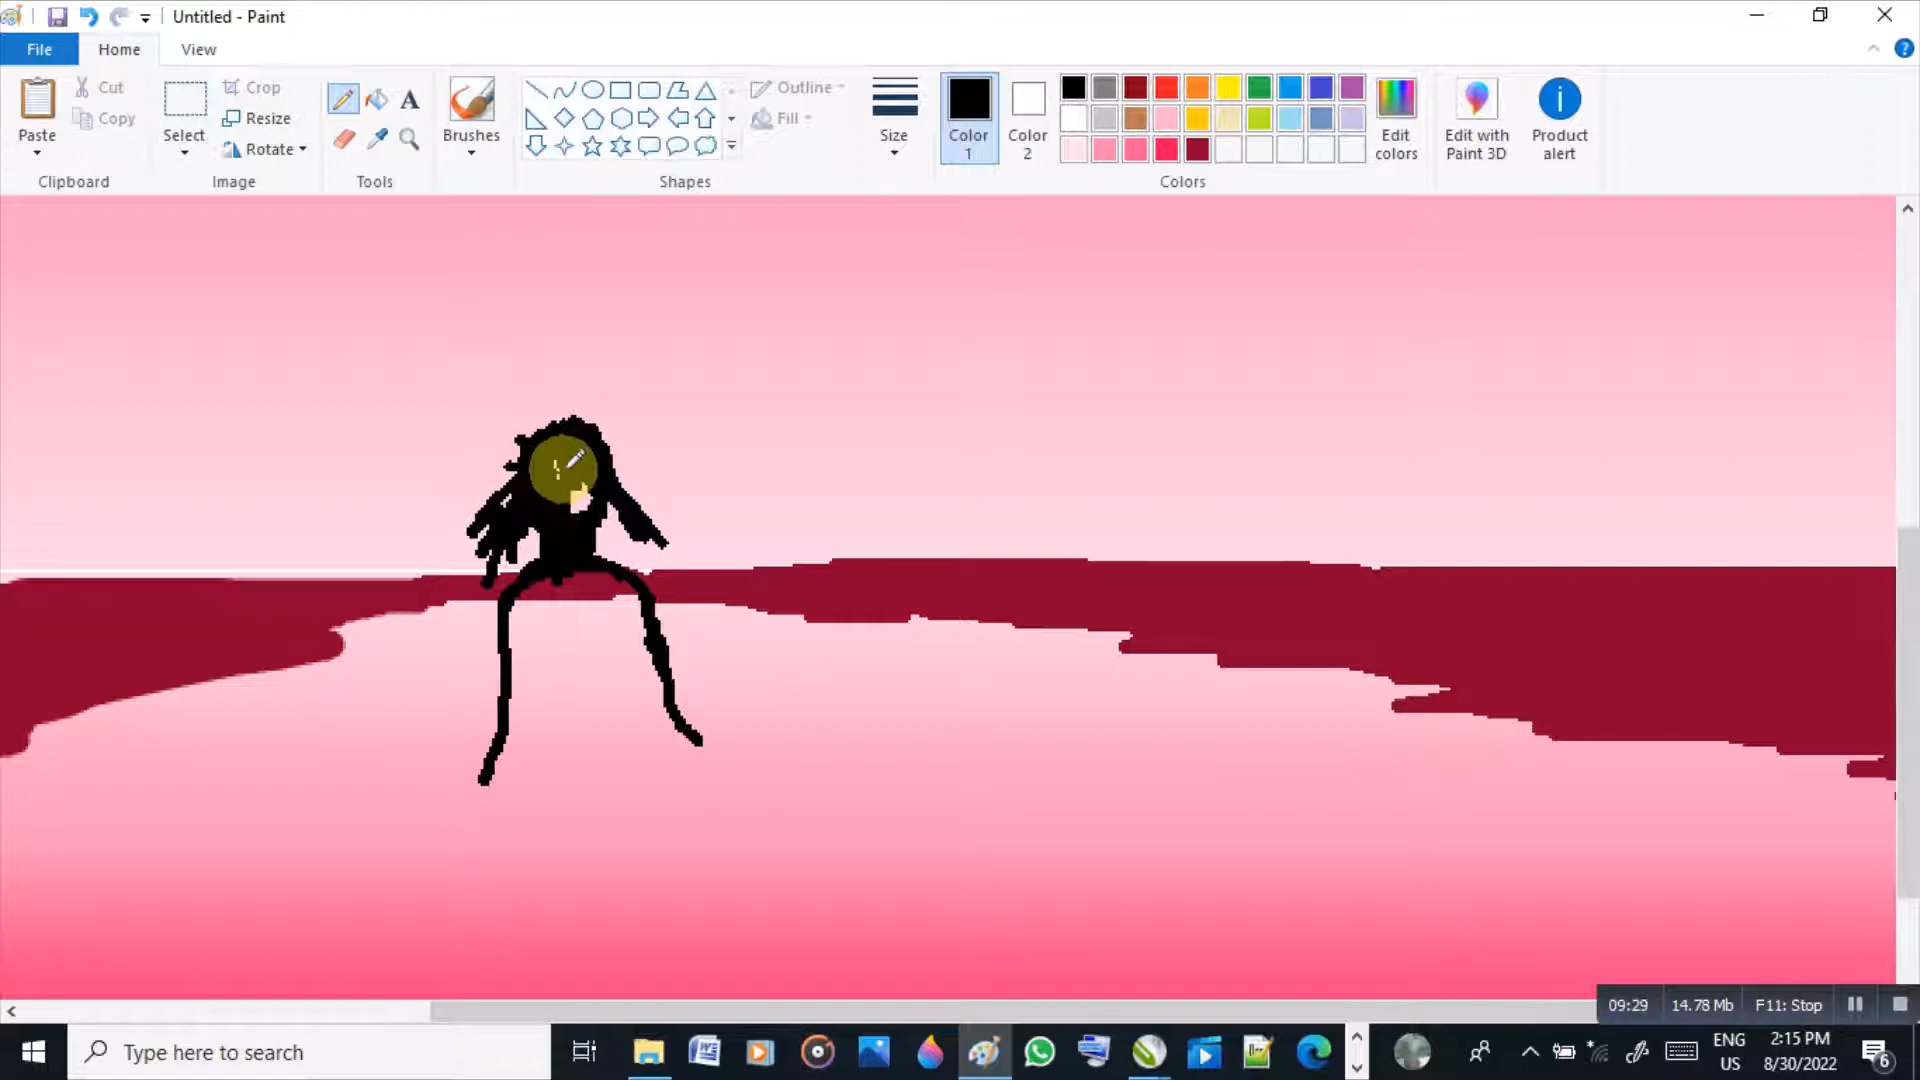 Untitled - Paint
File Home View
Paste
Cut
Copy
Clipboard
Select
Crop
Resize
Rotate
Image
A
Tools
Brushes
Outline
Fill
Shapes
Size
Color 1
Color 2
Colors
Edit colors
Edit with Paint 3D
Product alert
09:29 14.78 Mb F11: Stop
Type here to search
ENG
US
2:15 PM
8/30/2022
6